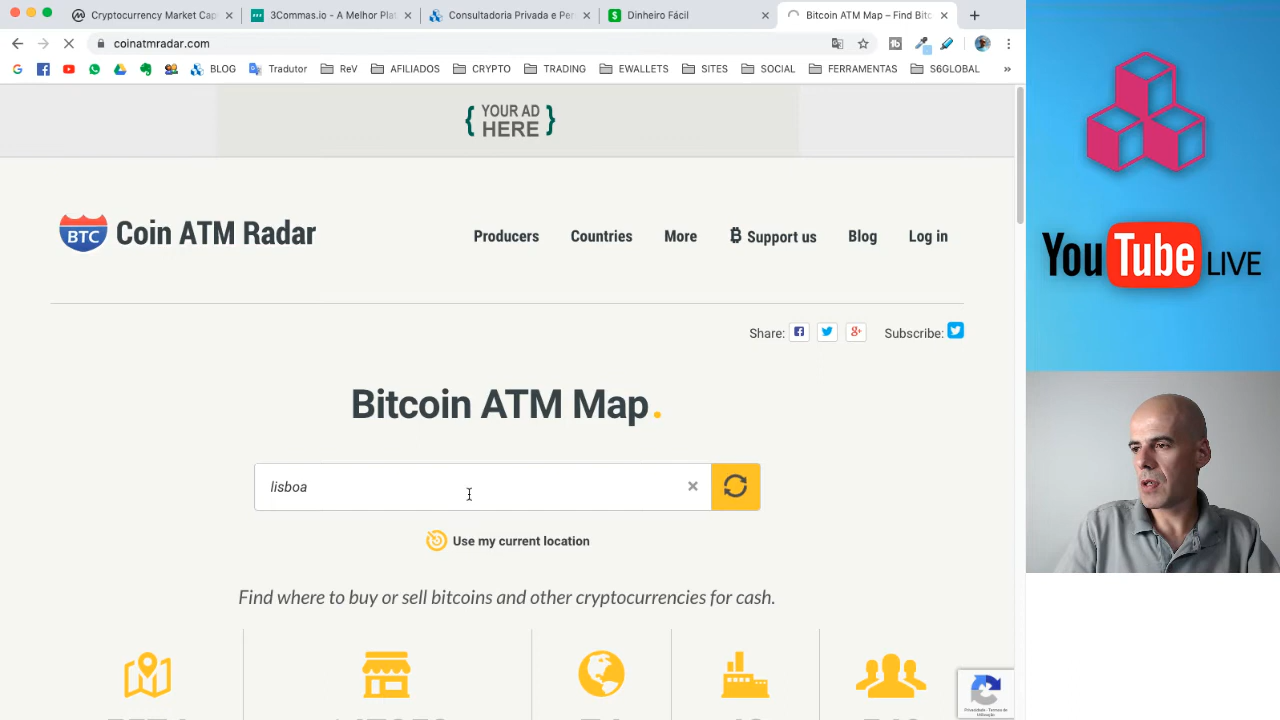 Cryptocurrency Market Cap
3Commas.io - A Melhor Plat
Consultadoria Privada e Per
Dinheiro Fácil
Bitcoin ATM Map – Find Bitc
coinatmradar.com
BLOG
Tradutor
ReV
AFILIADOS
CRYPTO
TRADING
EWALLETS
SITES
SOCIAL
FERRAMENTAS
S6GLOBAL
»
{ YOUR AD
HERE }
BTC
Coin ATM Radar
Producers
Countries
More
Support us
Blog
Log in
Share:
Subscribe:
Bitcoin ATM Map.
lisboa
Use my current location
Find where to buy or sell bitcoins and other cryptocurrencies for cash.
YouTube LIVE